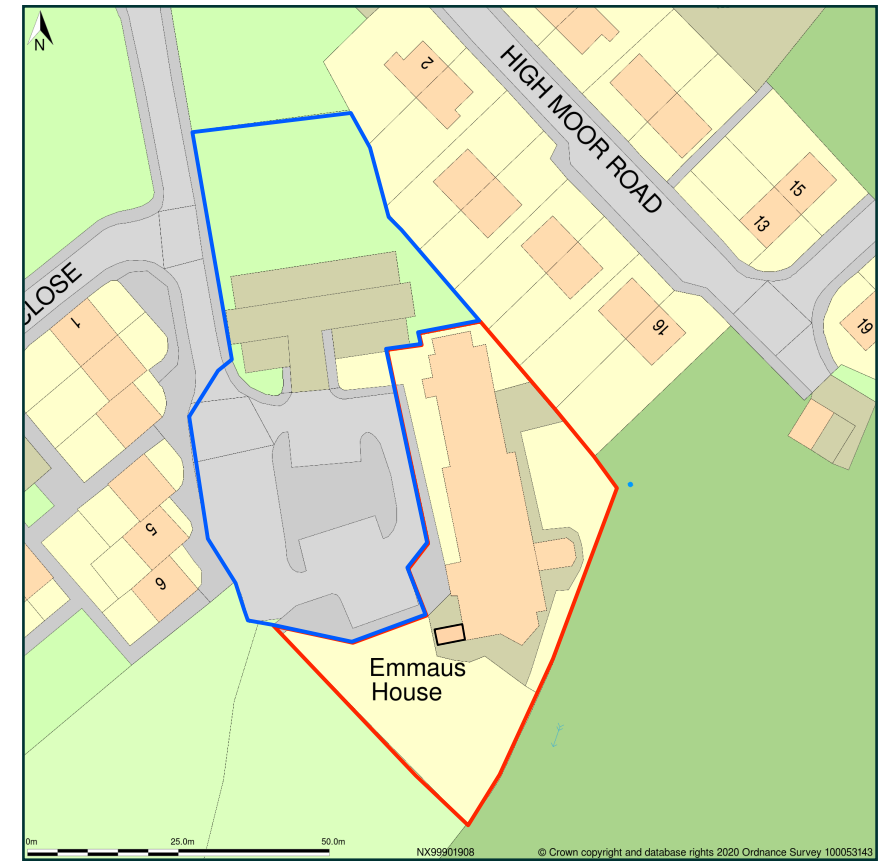 N
2
HIGH MOOR ROAD
15
13
16
19
CLOSE
1
5
6
Emmaus
House
0m
25.0m
50.0m
NX99901908
© Crown copyright and database rights 2020 Ordnance Survey 100053143